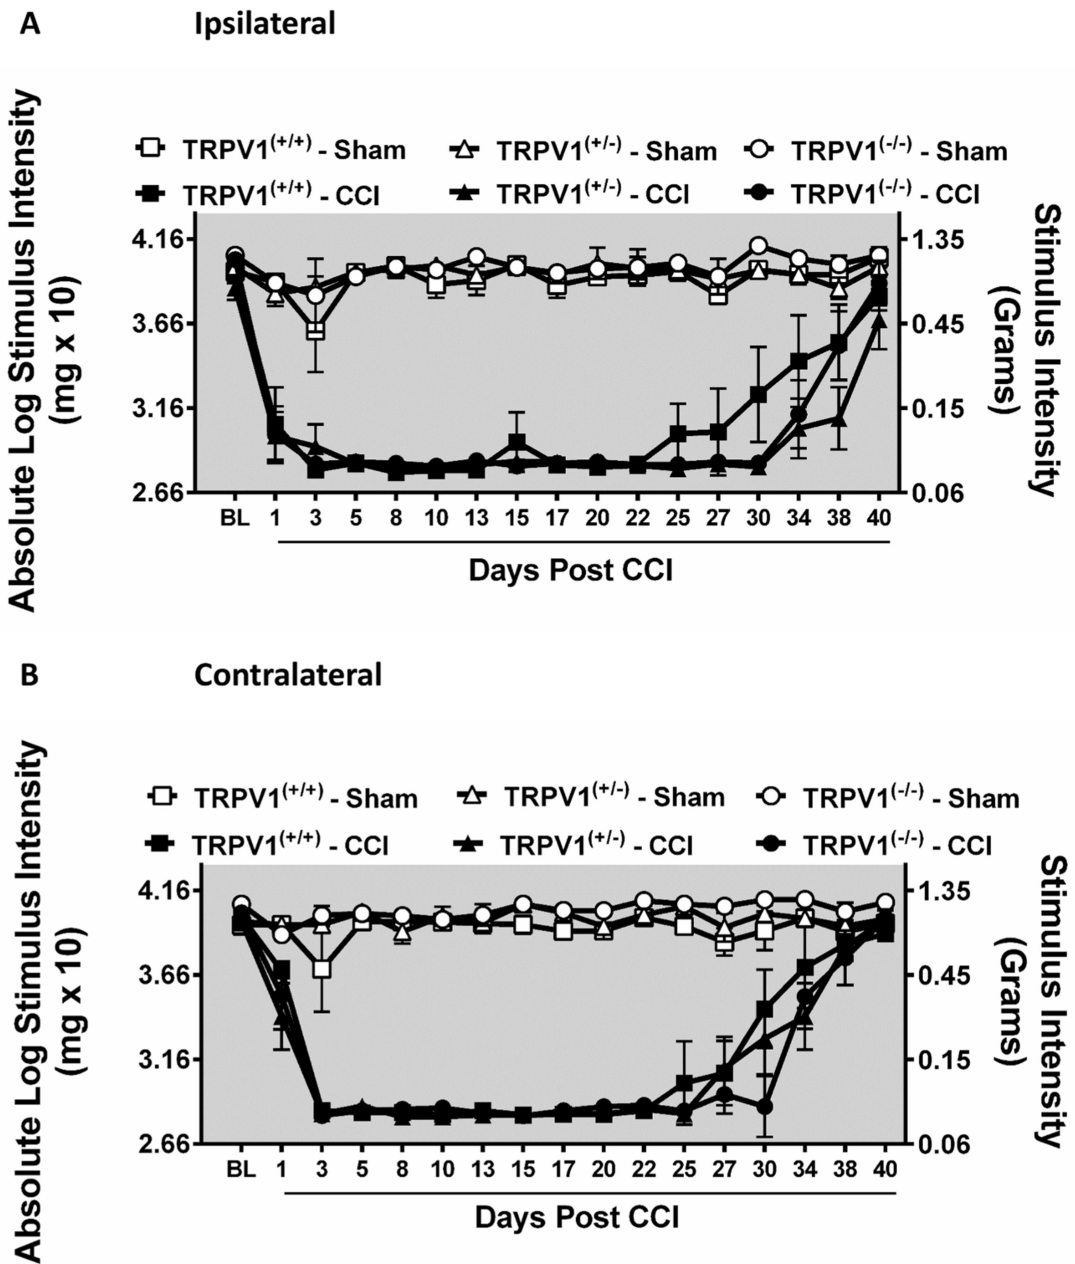 A Ipsilateral
Absolute Log Stimulus Intensity
(mg x 10)
TRPV1(+/+) - Sham TRPV1(+/-) - Sham TRPV1(-/-) - Sham
TRPV1(+/+) - CCI TRPV1(+/-) - CCI TRPV1(-/-) - CCI
4.16 1.35
3.66 0.45
3.16 0.15
2.66 0.06
Stimulus Intensity
(Grams)
BL 1 3 5 8 10 13 15 17 20 22 25 27 30 34 38 40
Days Post CCI
B Contralateral
Absolute Log Stimulus Intensity
(mg x 10)
TRPV1(+/+) - Sham TRPV1(+/-) - Sham TRPV1(-/-) - Sham
TRPV1(+/+) - CCI TRPV1(+/-) - CCI TRPV1(-/-) - CCI
4.16 1.35
3.66 0.45
3.16 0.15
2.66 0.06
Stimulus Intensity
(Grams)
BL 1 3 5 8 10 13 15 17 20 22 25 27 30 34 38 40
Days Post CCI